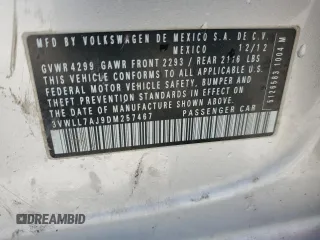 MFD BY VOLKSWAGEN DE MEXICO S.A. DE C.V.
MEXICO 12/12
GVWR 4299 GAWR FRONT 2293 / REAR 2116 LBS
THIS VEHICLE CONFORMS TO ALL APPLICABLE U.S.
FEDERAL MOTOR VEHICLE SAFETY, BUMPER AND
THEFT PREVENTION STANDARDS IN EFFECT ON
THE DATE OF MANUFACTURE SHOWN ABOVE.
3VWLL7AJ9DM257467 PASSENGER CAR
5126583 1004 M
DREAMBID